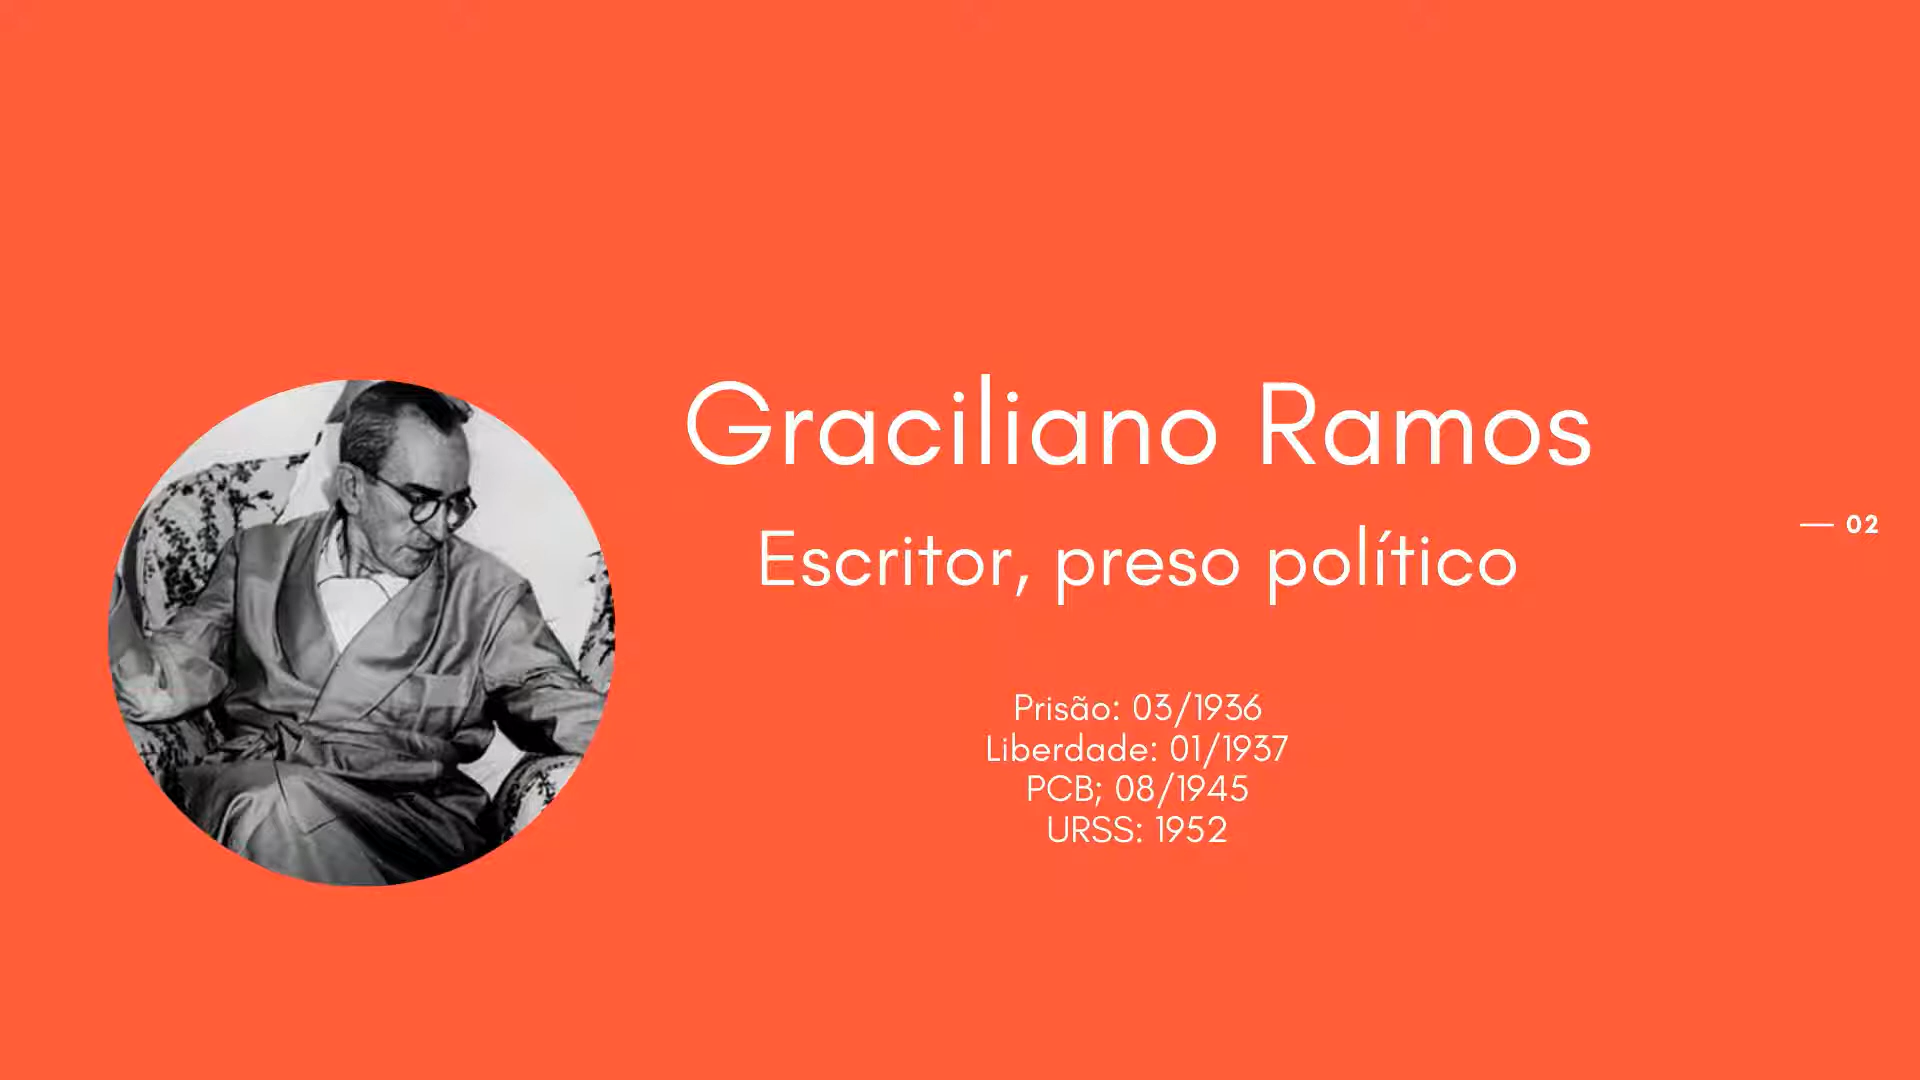 Graciliano Ramos
Escritor, preso político
— 02
Prisão: 03/1936
Liberdade: 01/1937
PCB; 08/1945
URSS: 1952